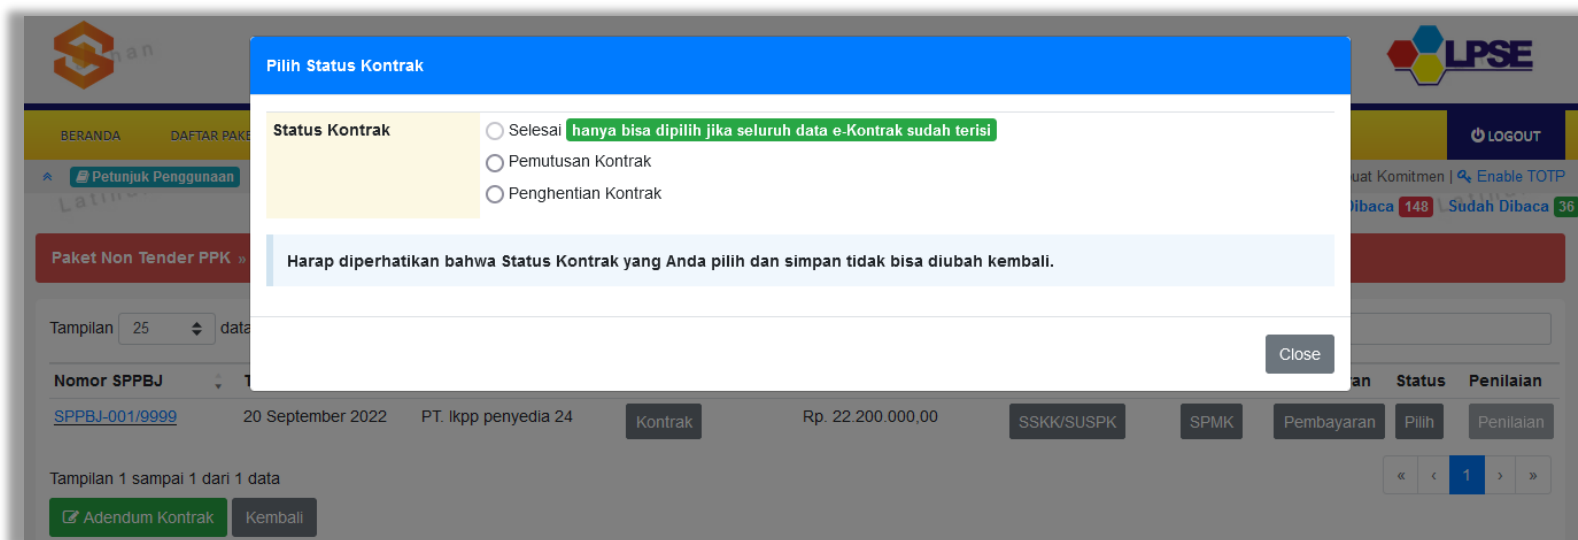 LPSE
Pilih Status Kontrak
Status Kontrak
Selesai hanya bisa dipilih jika seluruh data e-Kontrak sudah terisi
Pemutusan Kontrak
Penghentian Kontrak
Harap diperhatikan bahwa Status Kontrak yang Anda pilih dan simpan tidak bisa diubah kembali.
Close
BERANDA DAFTAR PAKE LOGOUT
Petunjuk Penggunaan uat Komitmen | Enable TOTP
Dibaca 148 Sudah Dibaca 36
Paket Non Tender PPK »
Tampilan 25 data
Nomor SPPBJ T an Status Penilaian
SPPBJ-001/9999 20 September 2022 PT. lkpp penyedia 24 Kontrak Rp. 22.200.000,00 SSKK/SUSPK SPMK Pembayaran Pilih Penilaian
Tampilan 1 sampai 1 dari 1 data
« ‹ 1 › »
Adendum Kontrak Kembali